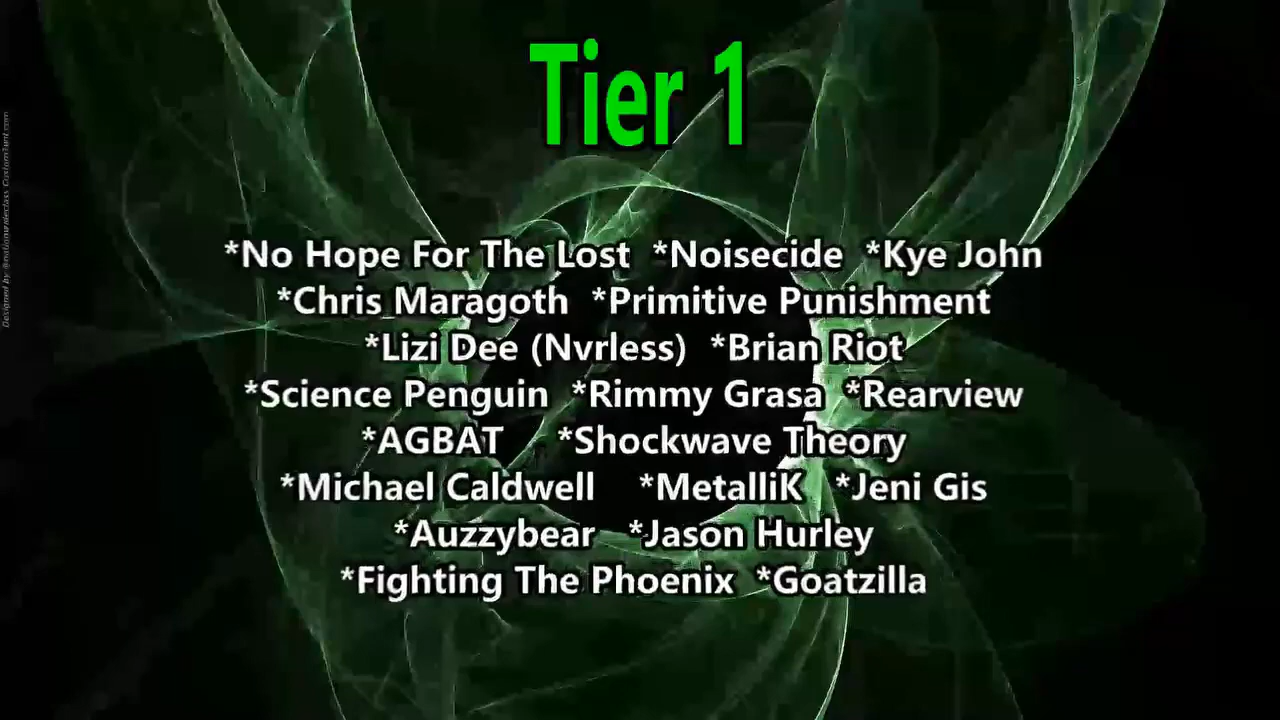 Tier 1
*No Hope For The Lost *Noisecide *Kye John
*Chris Maragoth *Primitive Punishment
*Lizi Dee (Nvrless) *Brian Riot
*Science Penguin *Rimmy Grasa *Rearview
*AGBAT *Shockwave Theory
*Michael Caldwell *MetalliK *Jeni Gis
*Auzzybear *Jason Hurley
*Fighting The Phoenix *Goatzilla
Designed by